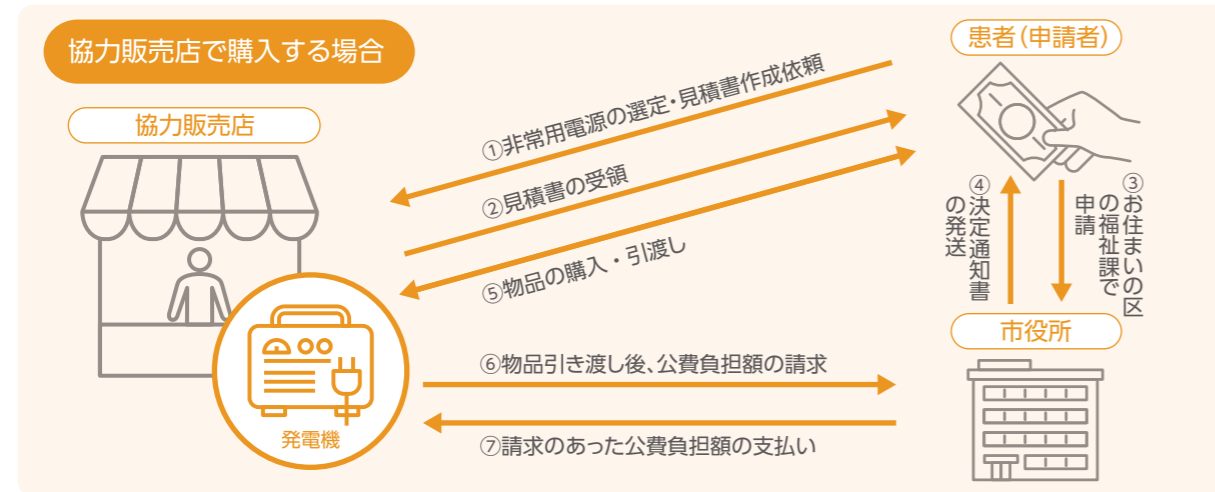 協力販売店で購入する場合
協力販売店
患者(申請者)
①非常用電源の選定・見積書作成依頼
②見積書の受領
③お住まいの区
の福祉課で
申請
④決定通知書
の発送
⑤物品の購入・引渡し
市役所
⑥物品引き渡し後、公費負担額の請求
⑦請求のあった公費負担額の支払い
発電機